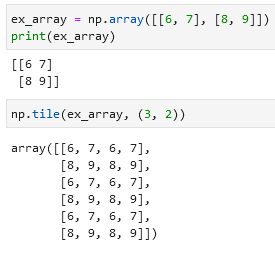 ex_array = np.array([[6, 7], [8, 9]])
print(ex_array)
[[6 7]
 [8 9]]
np.tile(ex_array, (3, 2))
array([[6, 7, 6, 7],
       [8, 9, 8, 9],
       [6, 7, 6, 7],
       [8, 9, 8, 9],
       [6, 7, 6, 7],
       [8, 9, 8, 9]])